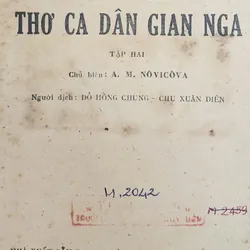 THƠ CA DÂN GIAN NGA
TẬP HAI
Chủ biên: A. M. NÔVICÔVA
Người dịch: ĐỖ HỒNG CHUNG - CHU XUÂN DIÊN
M.2042
M 2459